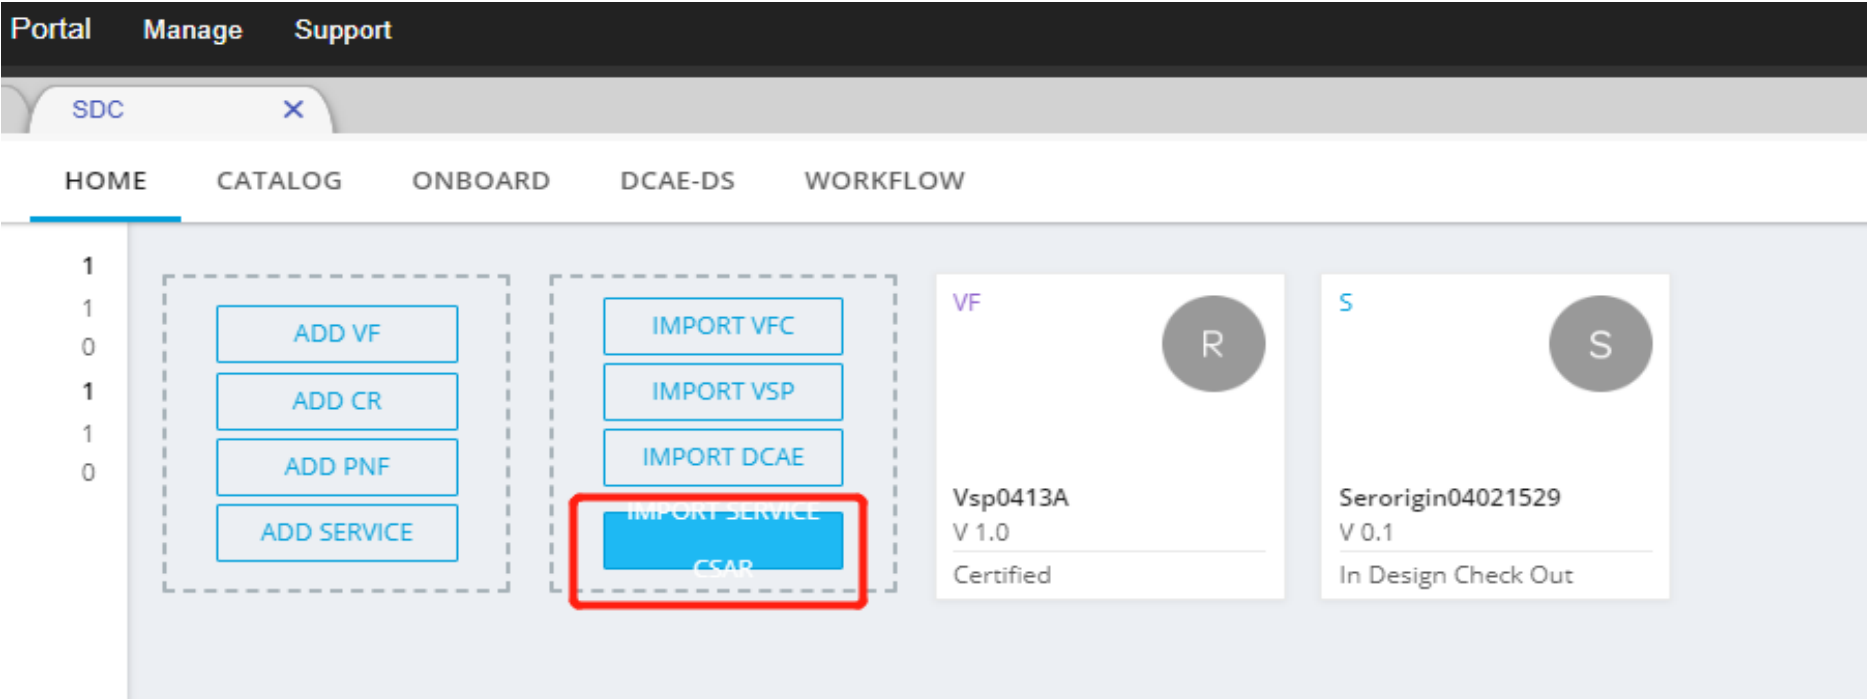 Portal Manage Support
SDC ×
HOME CATALOG ONBOARD DCAE-DS WORKFLOW
1
1
0
1
1
0
ADD VF
ADD CR
ADD PNF
ADD SERVICE
IMPORT VFC
IMPORT VSP
IMPORT DCAE
IMPORT SERVICE
CSAR
VF
R
Vsp0413A
V 1.0
Certified
S
S
Serorigin04021529
V 0.1
In Design Check Out